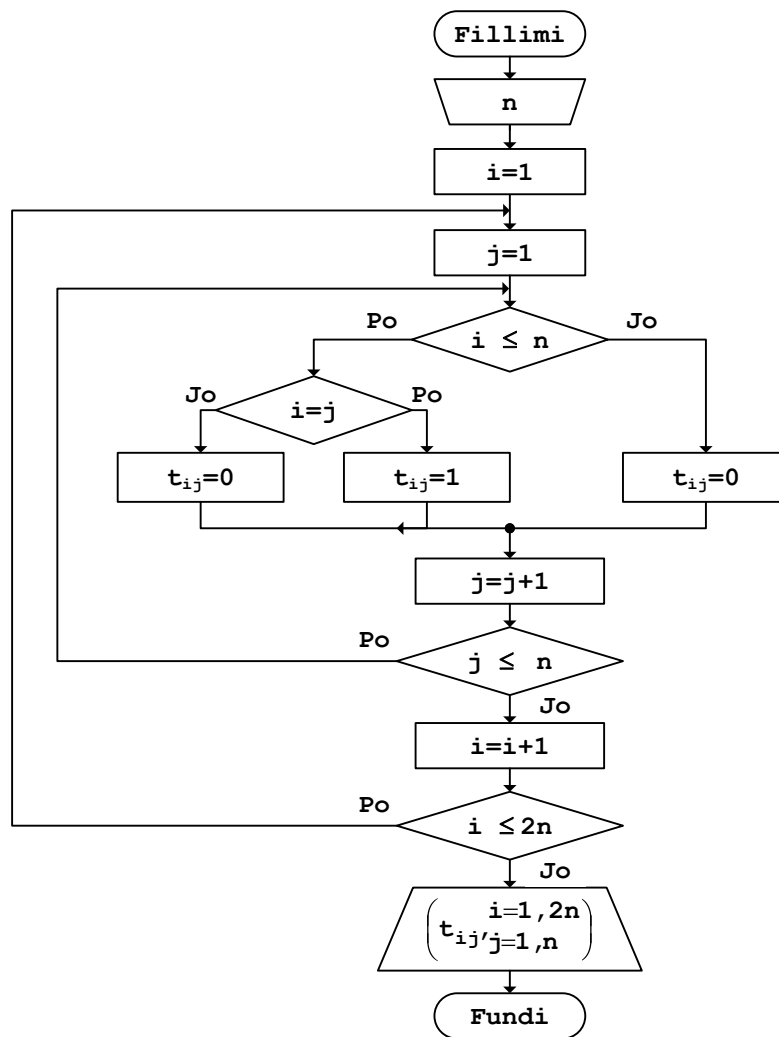 Fillimi
n
i=1
j=1
Po
i ≤ n
Jo
Jo
i=j
Po
tij=0
tij=1
tij=0
j=j+1
Po
j ≤ n
Jo
i=i+1
Po
i ≤2n
Jo
i=1,2n
tij,j=1,n
Fundi